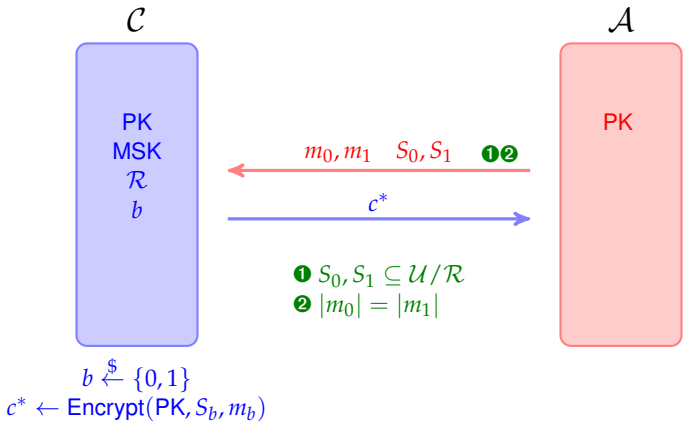 𝒞 𝒜
PK
MSK
ℛ
b
PK
m₀, m₁ S₀, S₁ ❶❷
c*
❶ S₀, S₁ ⊆ 𝒰/ℛ
❷ |m₀| = |m₁|
b ←$ {0, 1}
c* ← Encrypt(PK, S_b, m_b)